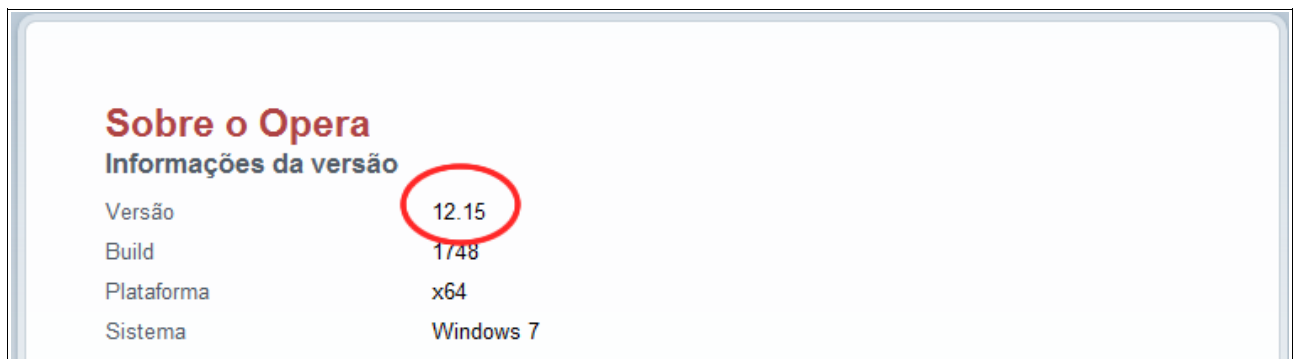 Sobre o Opera
Informações da versão
Versão 12.15
Build 1748
Plataforma x64
Sistema Windows 7